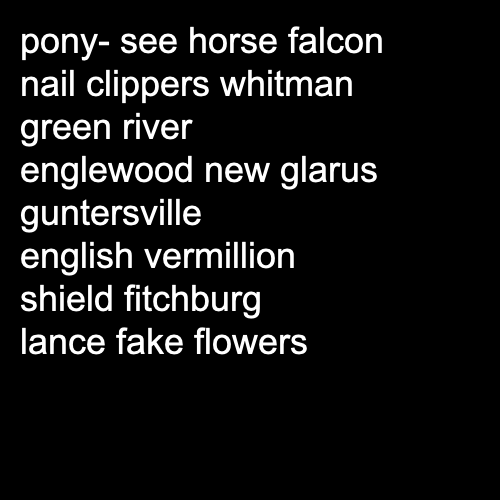 pony- see horse falcon
nail clippers whitman
green river
englewood new glarus
guntersville
english vermillion
shield fitchburg
lance fake flowers